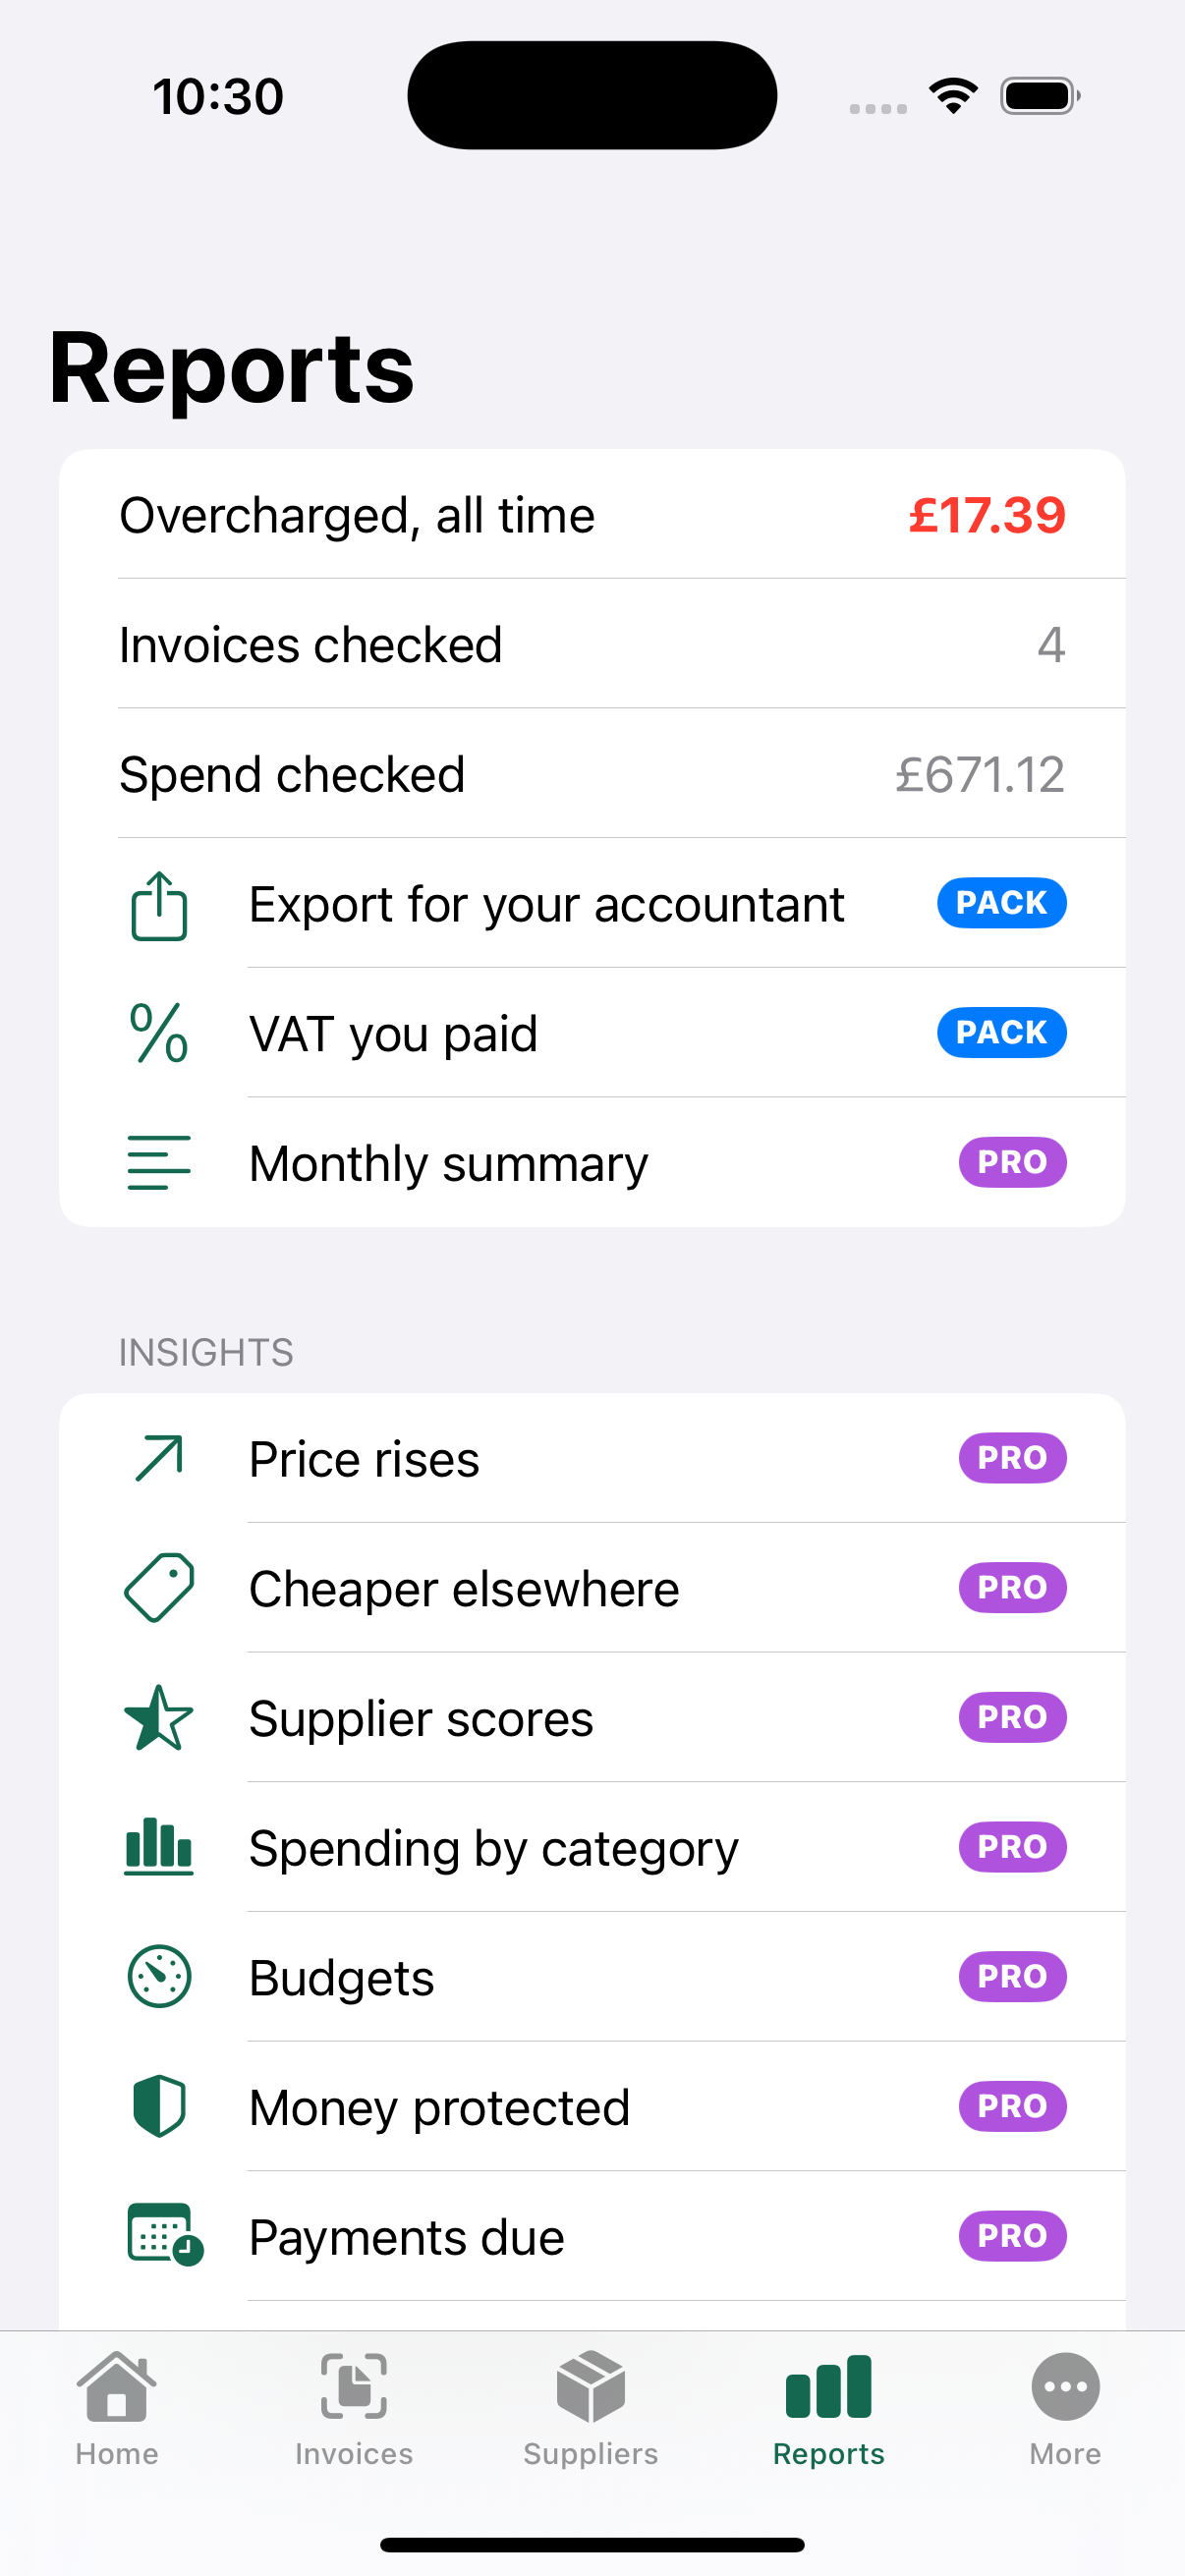 10:30
Reports
Overcharged, all time £17.39
Invoices checked 4
Spend checked £671.12
Export for your accountant PACK
VAT you paid PACK
Monthly summary PRO
INSIGHTS
Price rises PRO
Cheaper elsewhere PRO
Supplier scores PRO
Spending by category PRO
Budgets PRO
Money protected PRO
Payments due PRO
Home Invoices Suppliers Reports More